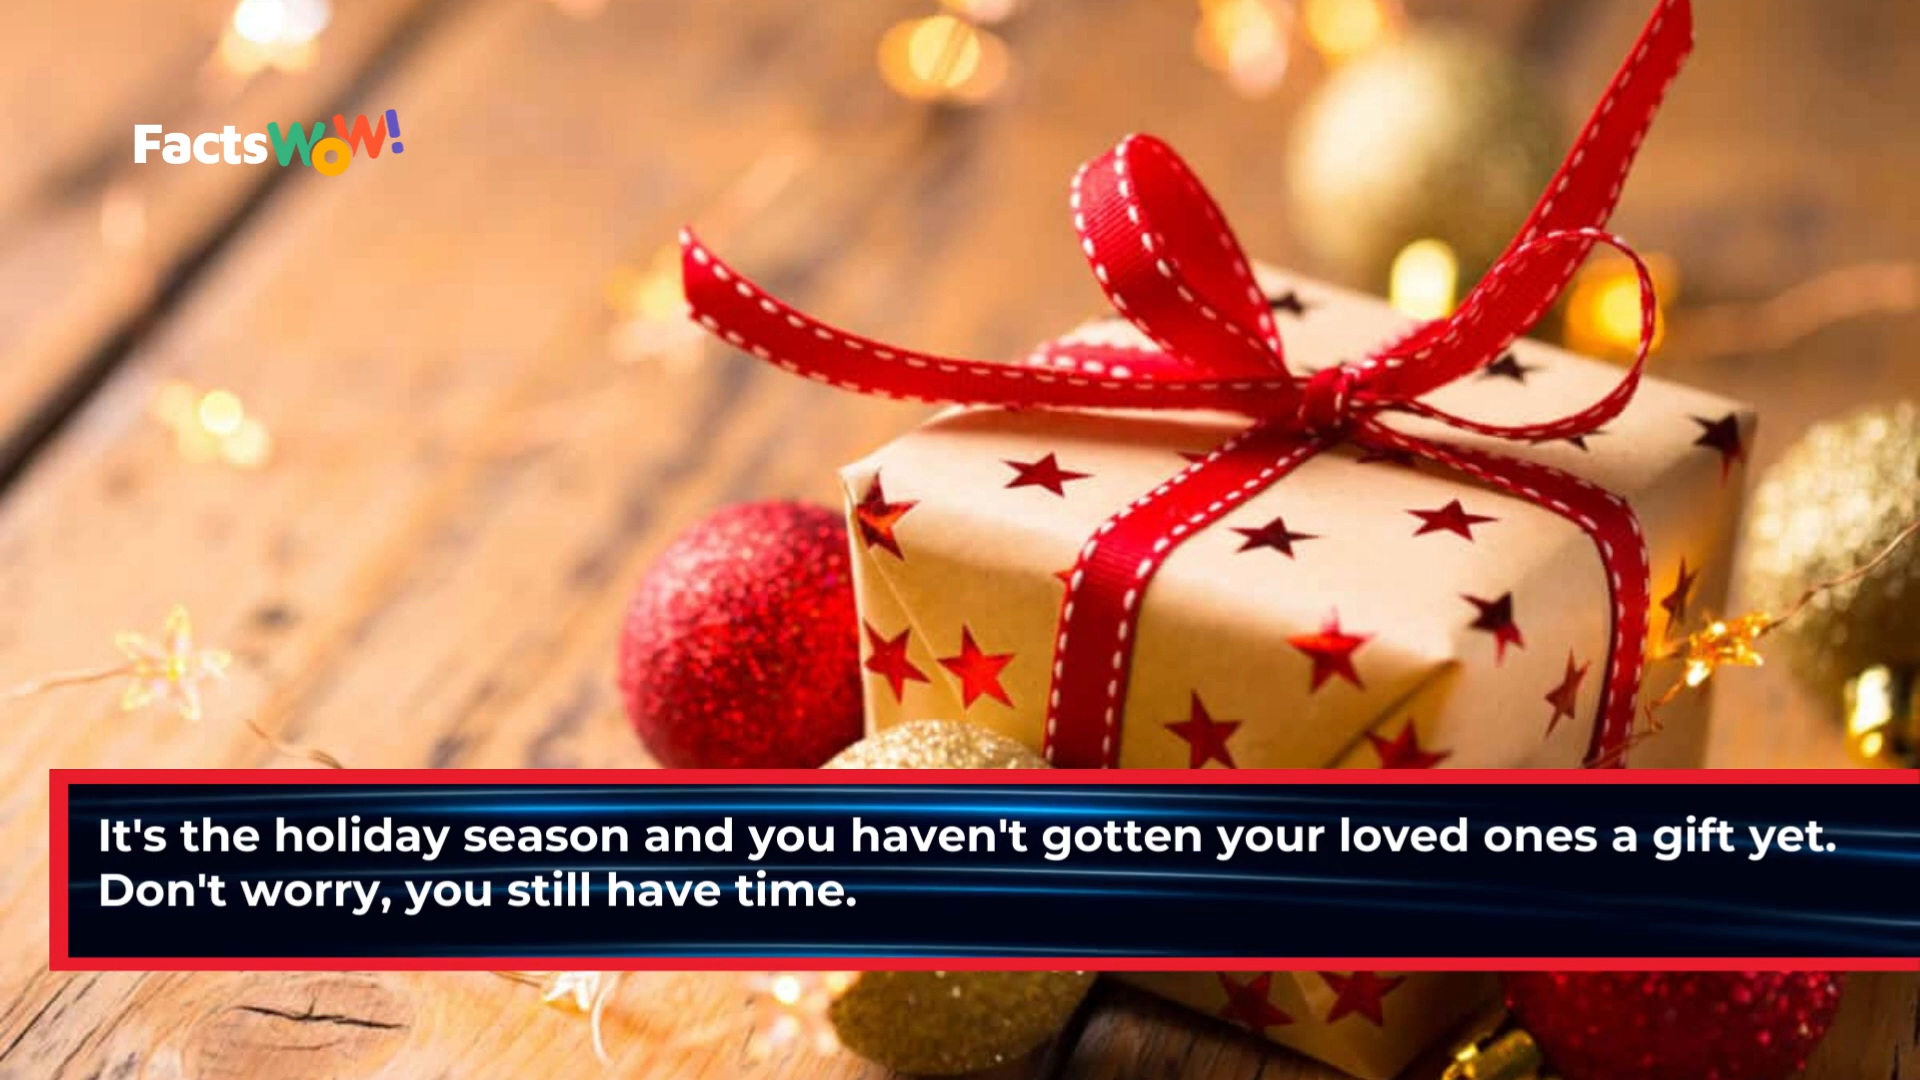 FactsWOW!
It's the holiday season and you haven't gotten your loved ones a gift yet.
Don't worry, you still have time.